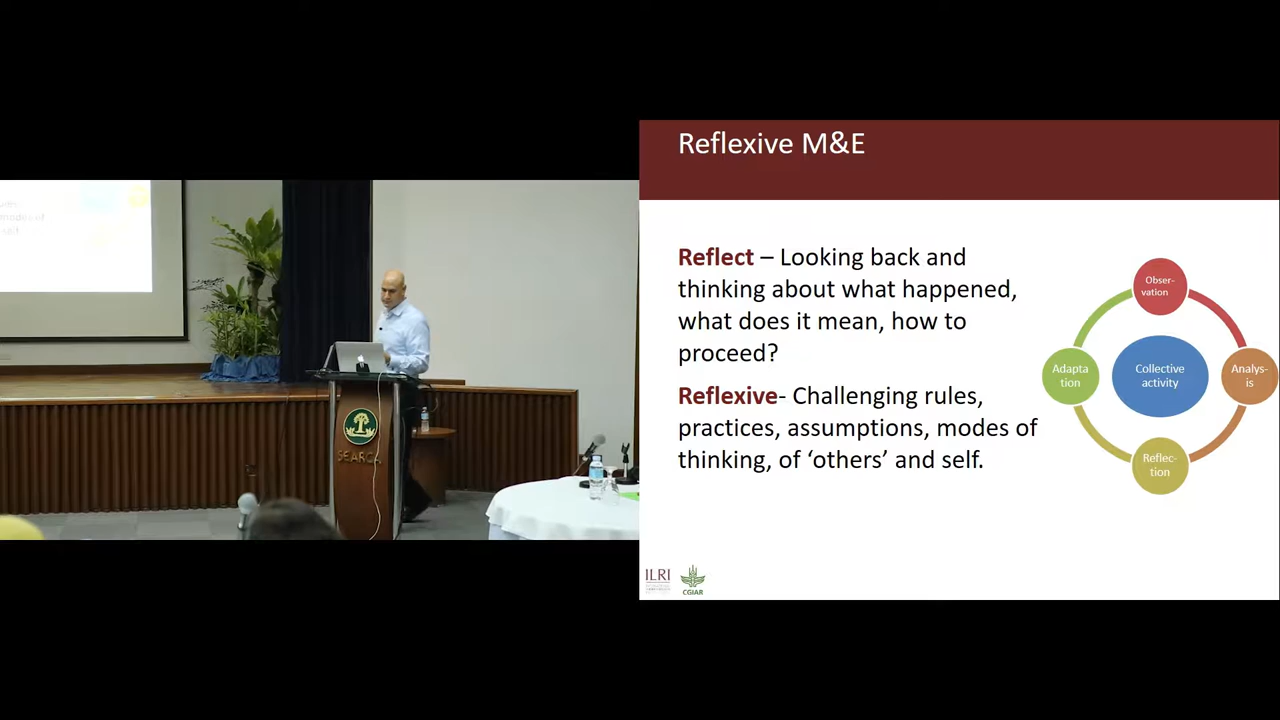 Reflexive M&E
Reflect – Looking back and
thinking about what happened,
what does it mean, how to
proceed?
Reflexive- Challenging rules,
practices, assumptions, modes of
thinking, of ‘others’ and self.
Obser-
vation
Analys-
is
Reflec-
tion
Adapta
tion
Collective
activity
ILRI
CGIAR
SEARCA
modes of